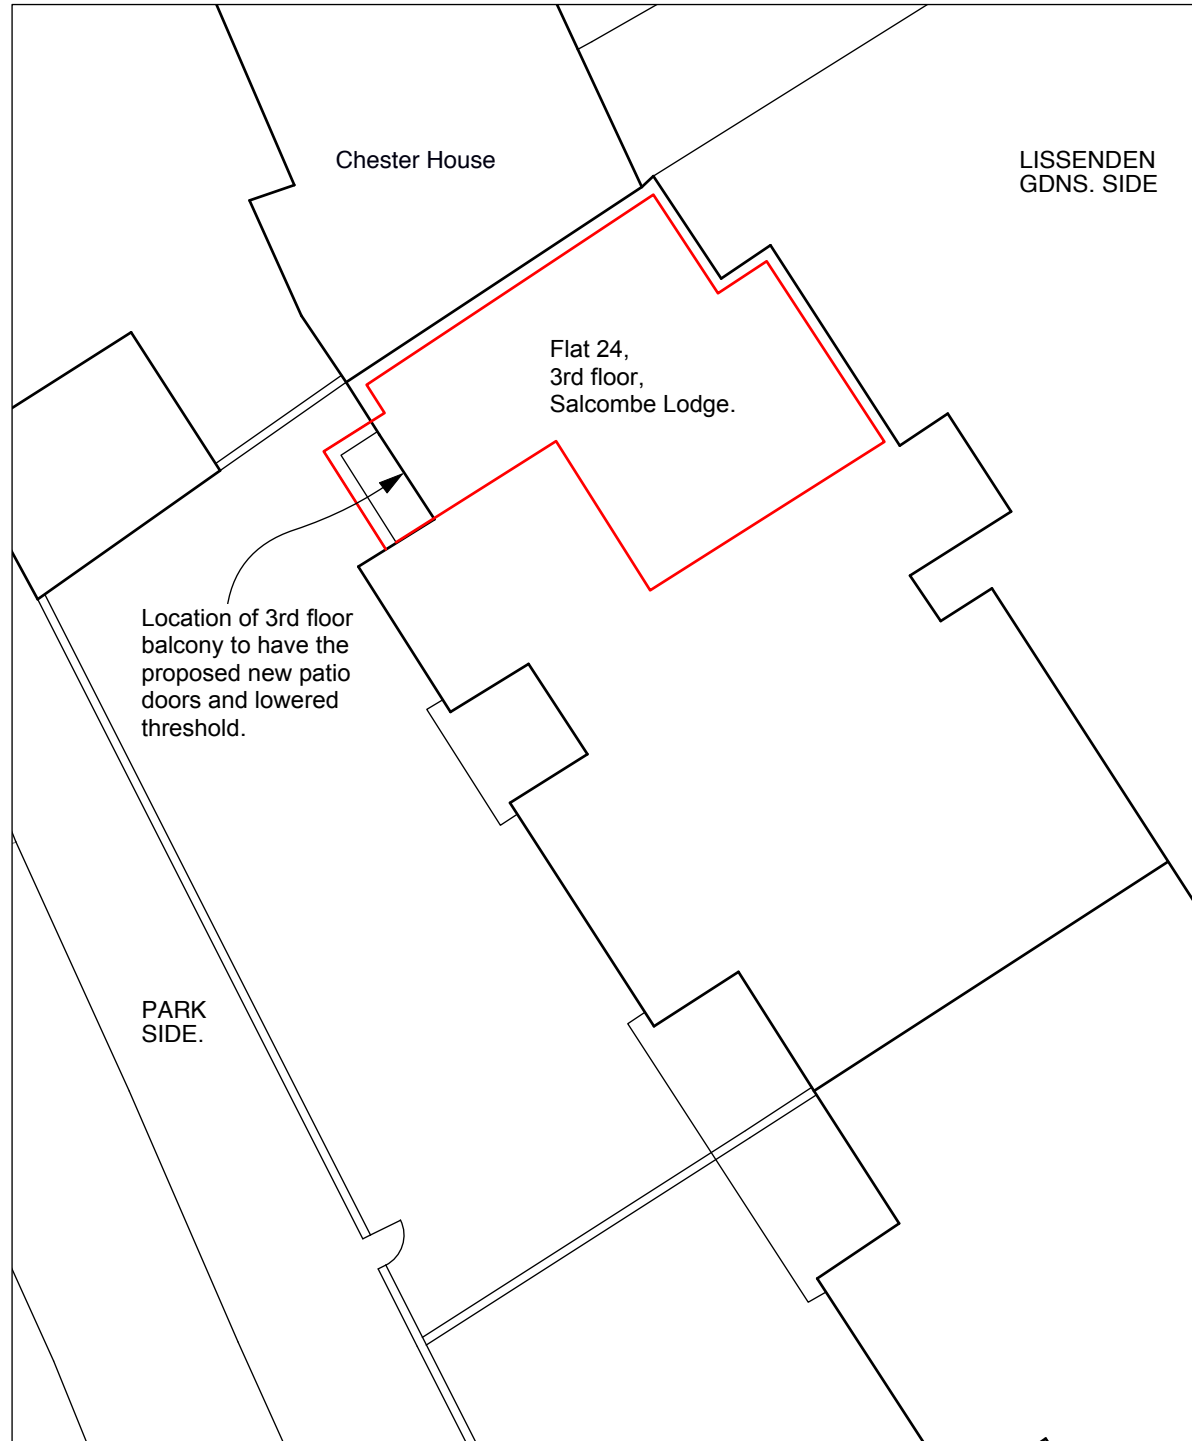 Chester House
LISSENDEN
GDNS. SIDE
Flat 24,
3rd floor,
Salcombe Lodge.
Location of 3rd floor
balcony to have the
proposed new patio
doors and lowered
threshold.
PARK
SIDE.